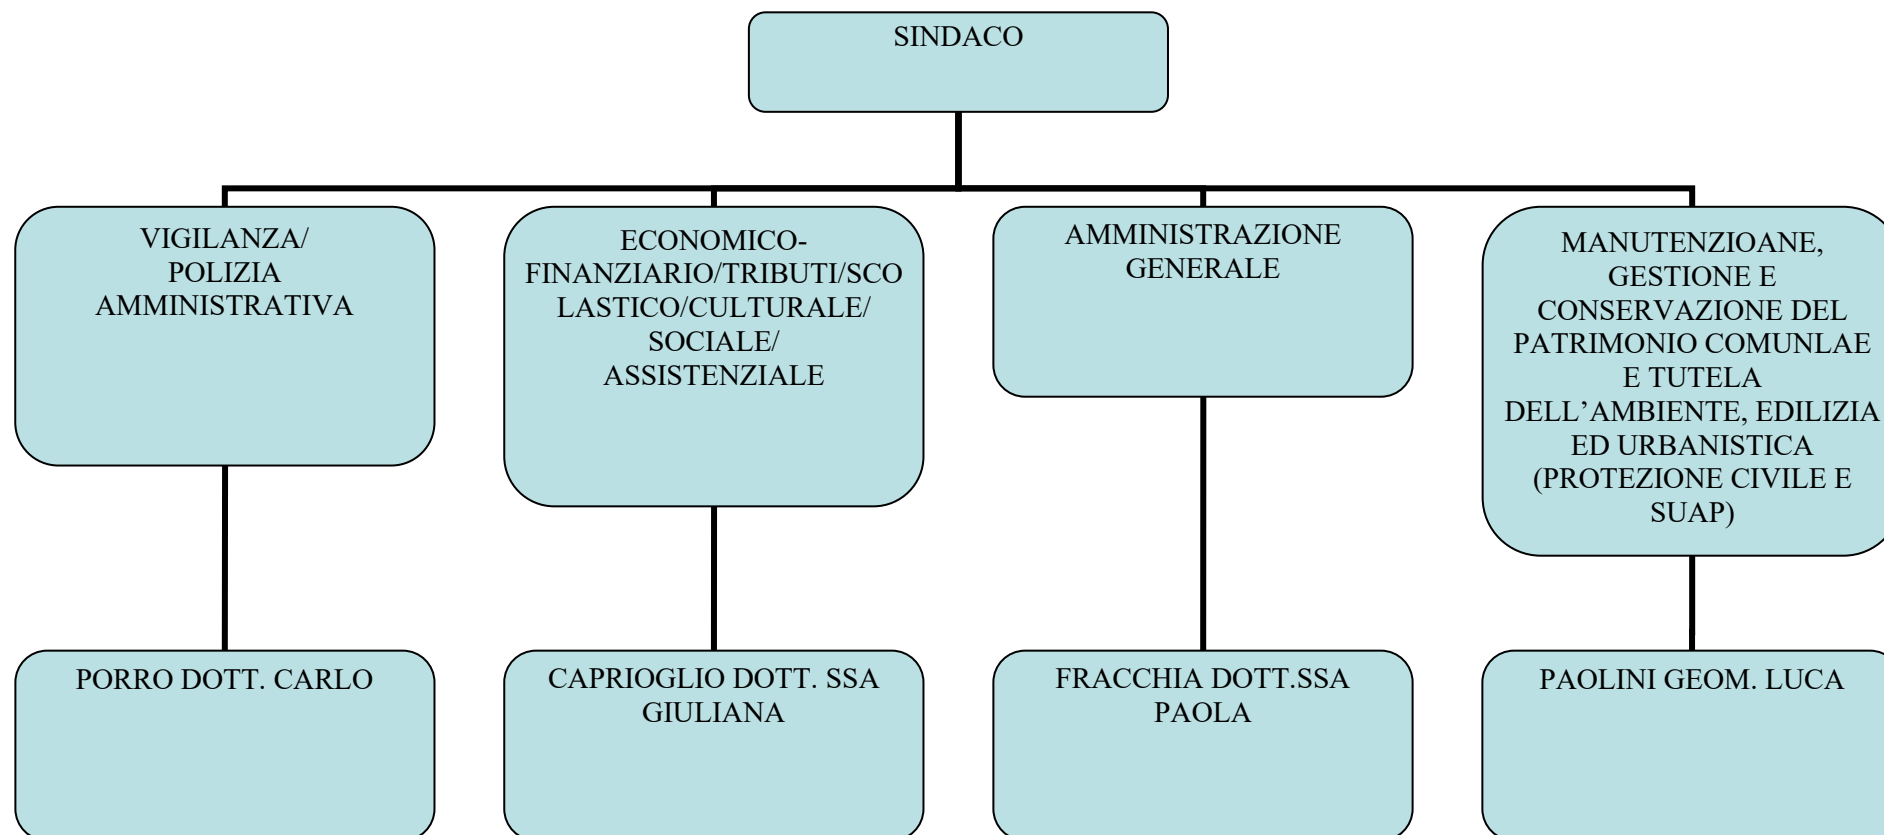 SINDACO
VIGILANZA/
POLIZIA
AMMINISTRATIVA
ECONOMICO-
FINANZIARIO/TRIBUTI/SCO
LASTICO/CULTURALE/
SOCIALE/
ASSISTENZIALE
AMMINISTRAZIONE
GENERALE
MANUTENZIOANE,
GESTIONE E
CONSERVAZIONE DEL
PATRIMONIO COMUNLAE
E TUTELA
DELL’AMBIENTE, EDILIZIA
ED URBANISTICA
(PROTEZIONE CIVILE E
SUAP)
PORRO DOTT. CARLO
CAPRIOGLIO DOTT. SSA
GIULIANA
FRACCHIA DOTT.SSA
PAOLA
PAOLINI GEOM. LUCA